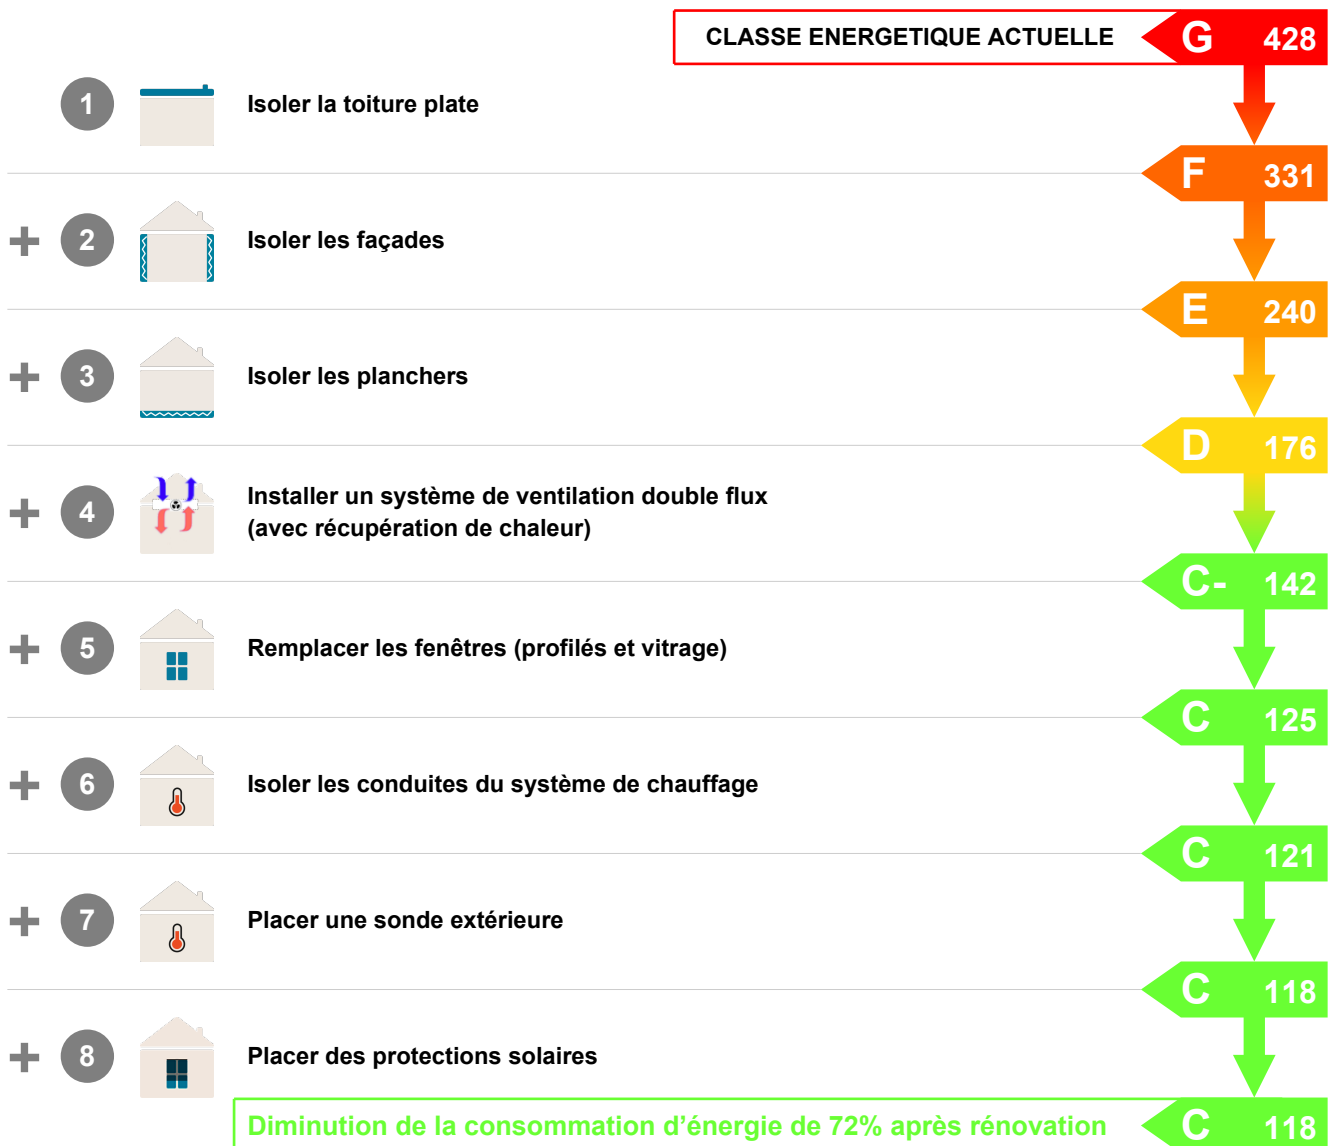 CLASSE ENERGETIQUE ACTUELLE G 428
1 Isoler la toiture plate
F 331
+ 2 Isoler les façades
E 240
+ 3 Isoler les planchers
D 176
+ 4 Installer un système de ventilation double flux
(avec récupération de chaleur)
C- 142
+ 5 Remplacer les fenêtres (profilés et vitrage)
C 125
+ 6 Isoler les conduites du système de chauffage
C 121
+ 7 Placer une sonde extérieure
C 118
+ 8 Placer des protections solaires
Diminution de la consommation d’énergie de 72% après rénovation C 118